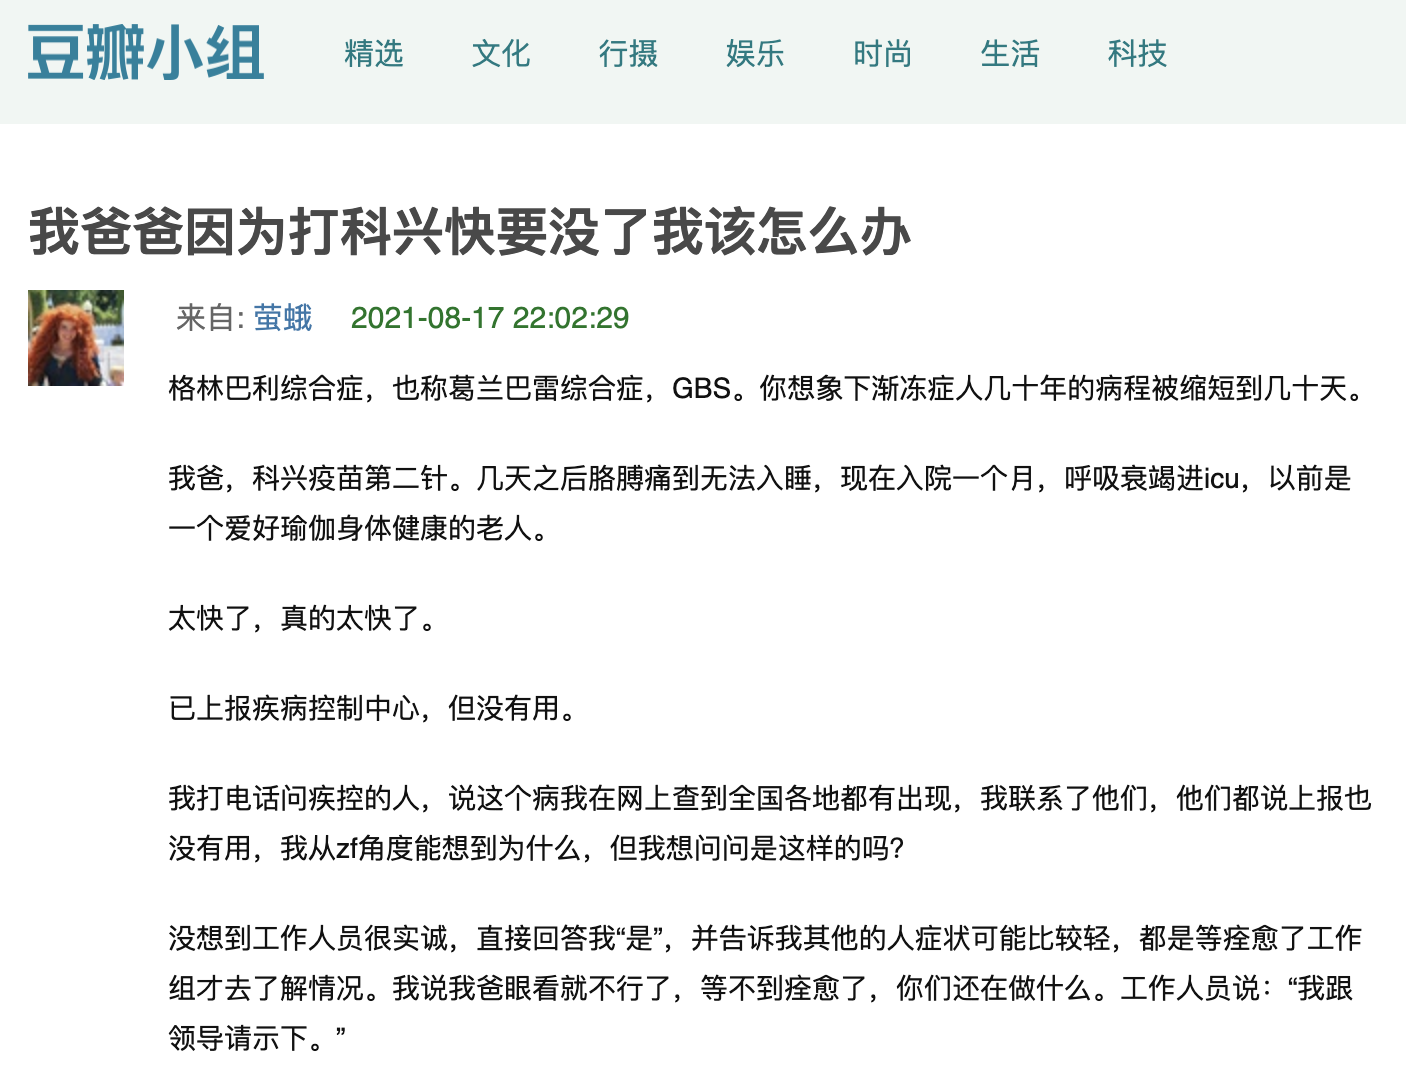 豆瓣小组 精选 文化 行摄 娱乐 时尚 生活 科技
我爸爸因为打科兴快要没了我该怎么办
来自: 萤蛾 2021-08-17 22:02:29
格林巴利综合症，也称葛兰巴雷综合症，GBS。你想象下渐冻症人几十年的病程被缩短到几十天。
我爸，科兴疫苗第二针。几天之后胳膊痛到无法入睡，现在入院一个月，呼吸衰竭进icu，以前是
一个爱好瑜伽身体健康的老人。
太快了，真的太快了。
已上报疾病控制中心，但没有用。
我打电话问疾控的人，说这个病我在网上查到全国各地都有出现，我联系了他们，他们都说上报也
没有用，我从zf角度能想到为什么，但我想问问是这样的吗？
没想到工作人员很实诚，直接回答我“是”，并告诉我其他的人症状可能比较轻，都是等痊愈了工作
组才去了解情况。我说我爸眼看就不行了，等不到痊愈了，你们还在做什么。工作人员说：“我跟
领导请示下。”